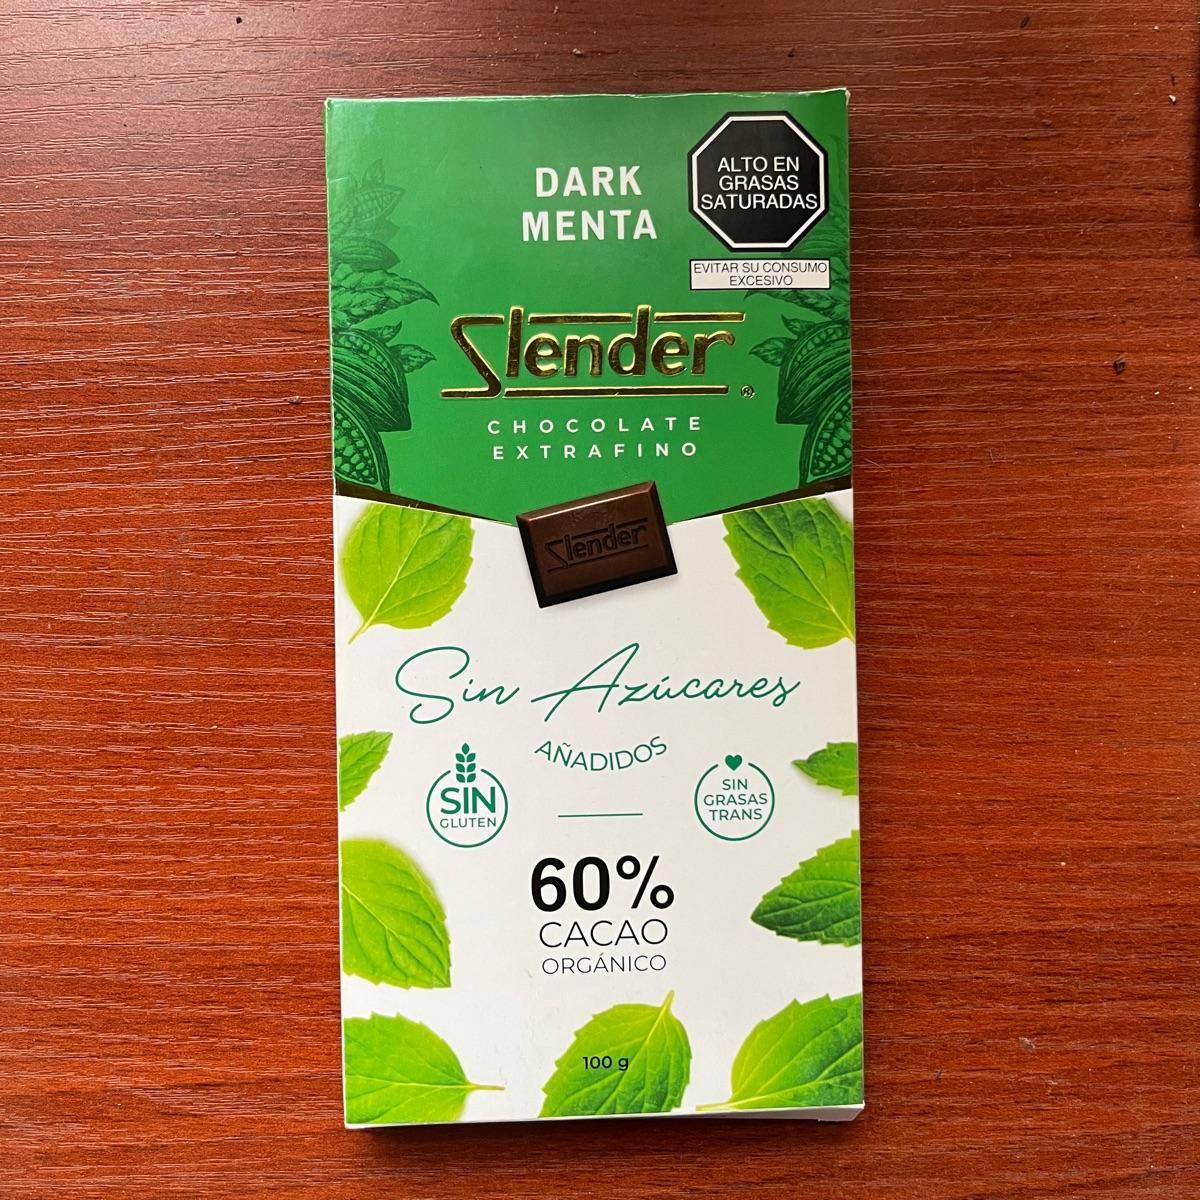 DARK
MENTA
ALTO EN
GRASAS
SATURADAS
EVITAR SU CONSUMO
EXCESIVO
Slender®
CHOCOLATE
EXTRAFINO
Slender
Sin Azúcares
AÑADIDOS
SIN
GLUTEN
SIN
GRASAS
TRANS
60%
CACAO
ORGÁNICO
100 g